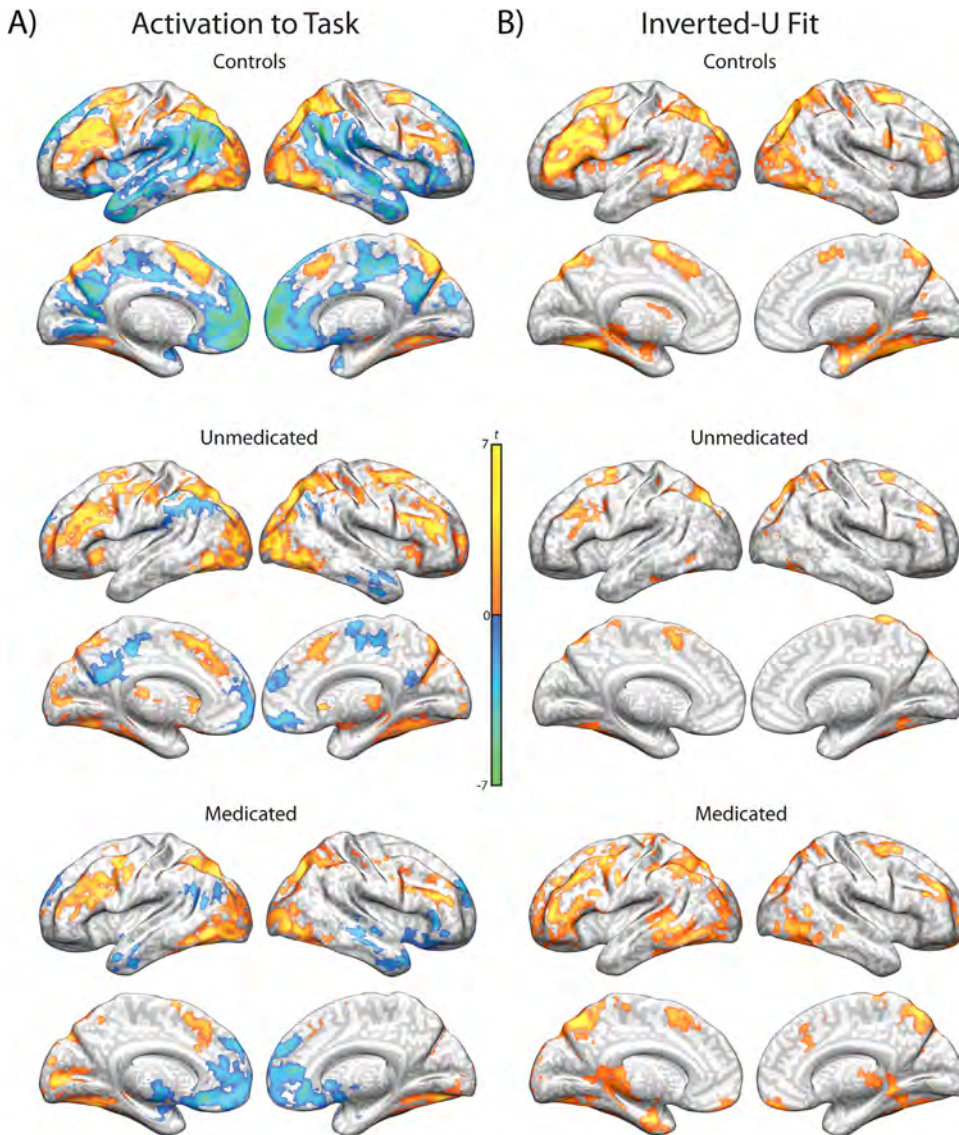 A) Activation to Task
Controls
B) Inverted-U Fit
Controls
Unmedicated
Unmedicated
t
7
0
-7
Medicated
Medicated